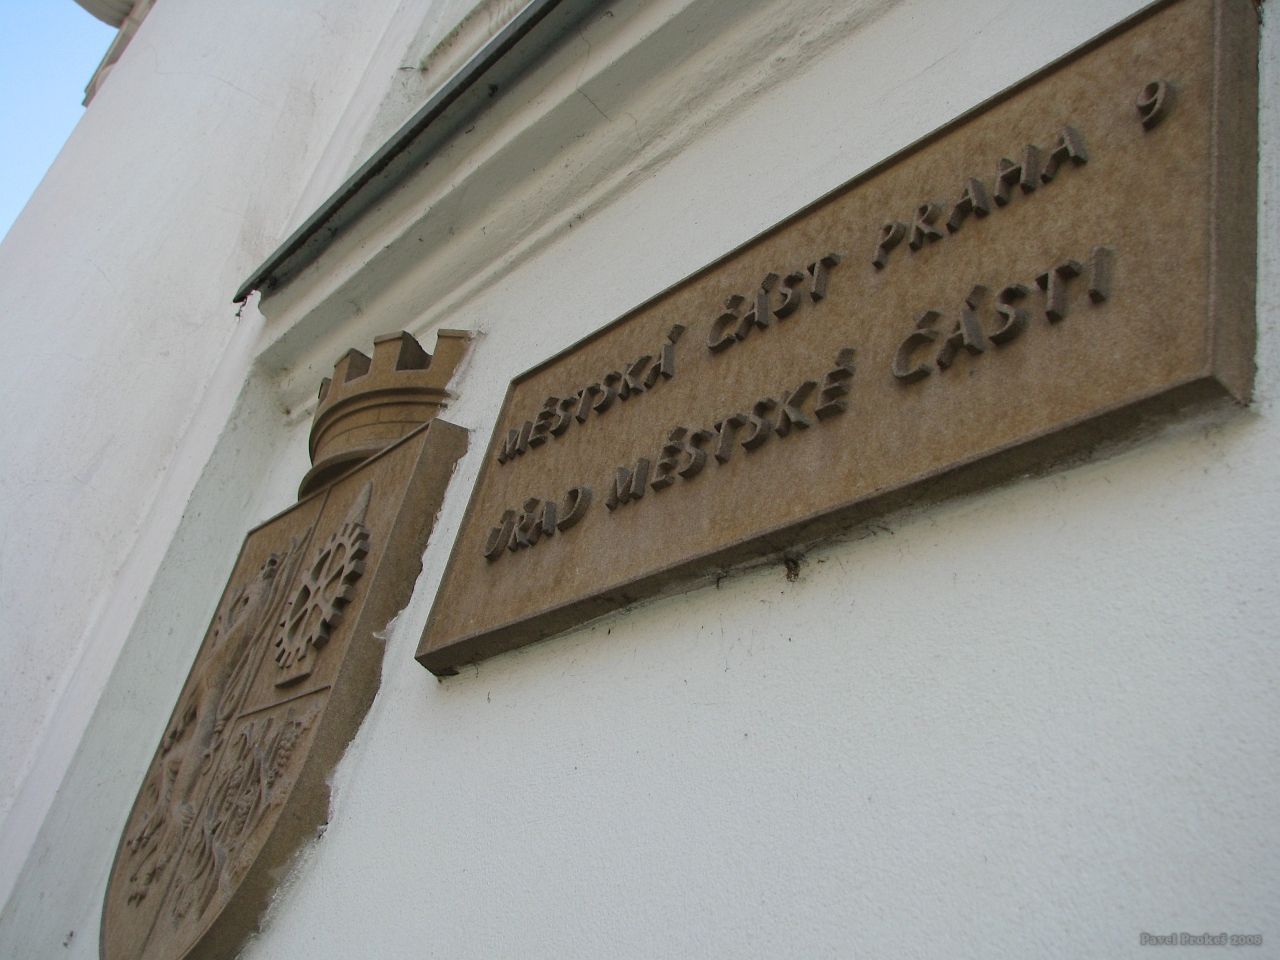 MĚSTSKÁ ČÁST PRAHA 9
ÚŘAD MĚSTSKÉ ČÁSTI
Pavel Prokeš 2008